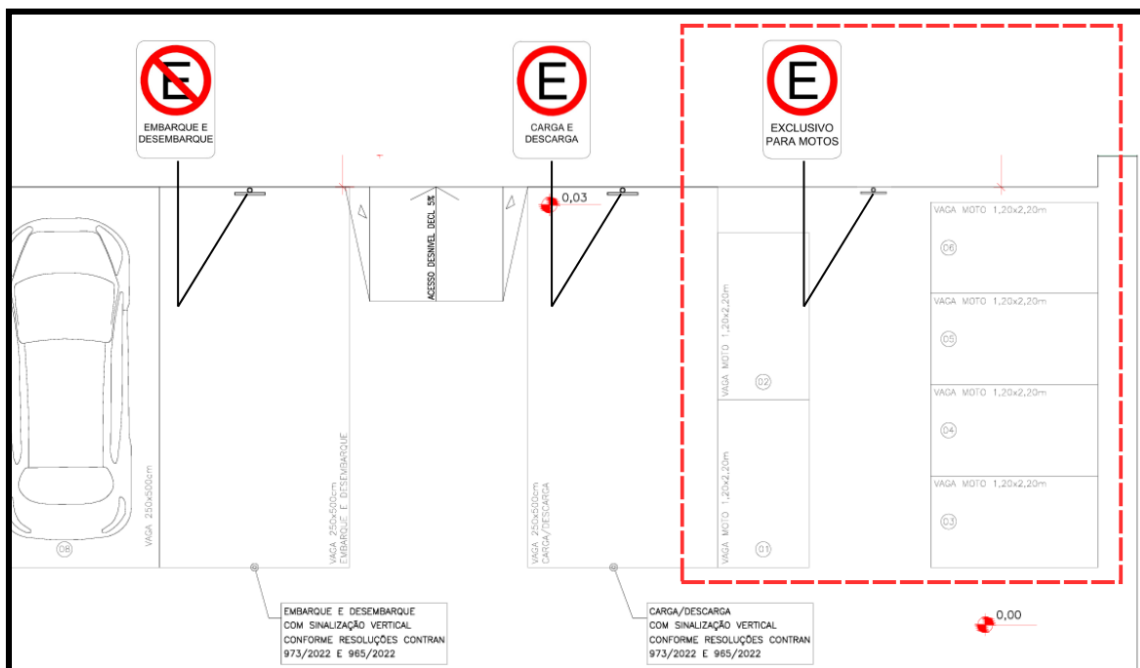 E
EMBARQUE E
DESEMBARQUE
E
CARGA E
DESCARGA
E
EXCLUSIVO
PARA MOTOS
0,03
ACESSO DESNIVEL DECL 5%
VAGA 250x500cm
08
VAGA 250x500cm
EMBARQUE E DESEMBARQUE
VAGA 250x500cm
CARGA/DESCARGA
VAGA MOTO 1,20x2,20m
02
VAGA MOTO 1,20x2,20m
01
VAGA MOTO 1,20x2,20m
06
VAGA MOTO 1,20x2,20m
05
VAGA MOTO 1,20x2,20m
04
VAGA MOTO 1,20x2,20m
03
EMBARQUE E DESEMBARQUE
COM SINALIZAÇÃO VERTICAL
CONFORME RESOLUÇÕES CONTRAN
973/2022 E 965/2022
CARGA/DESCARGA
COM SINALIZAÇÃO VERTICAL
CONFORME RESOLUÇÕES CONTRAN
973/2022 E 965/2022
0,00